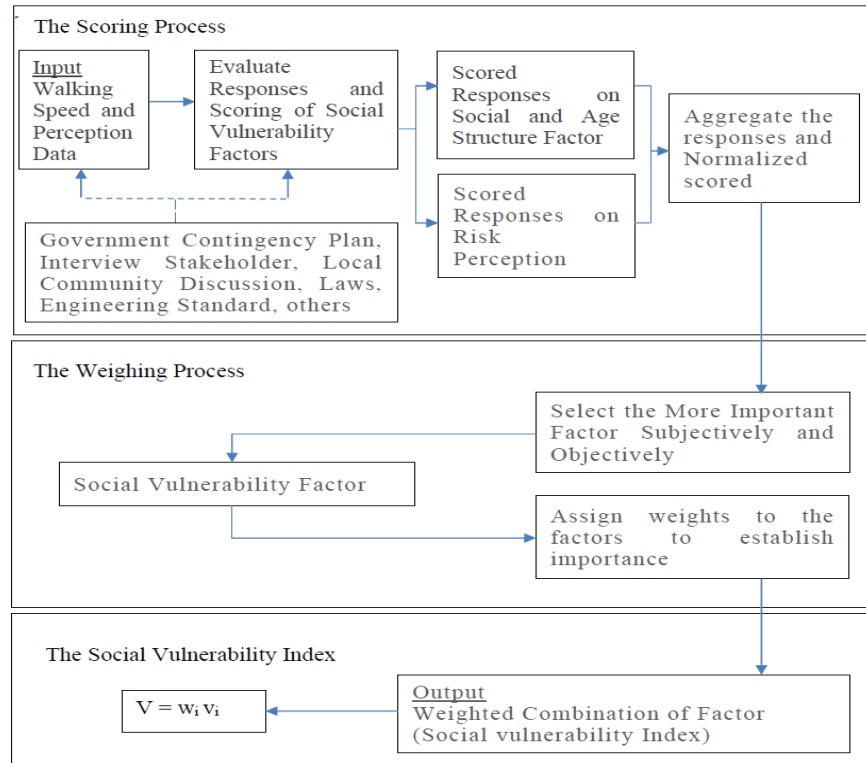 The Scoring Process
Input
Walking
Speed and
Perception
Data
Evaluate
Responses and
Scoring of Social
Vulnerability
Factors
Scored
Responses on
Social and Age
Structure Factor
Scored
Responses on
Risk
Perception
Aggregate the
responses and
Normalized
scored
Government Contingency Plan,
Interview Stakeholder, Local
Community Discussion, Laws,
Engineering Standard, others
The Weighing Process
Select the More Important
Factor Subjectively and
Objectively
Social Vulnerability Factor
Assign weights to the
factors to establish
importance
The Social Vulnerability Index
Output
Weighted Combination of Factor
(Social vulnerability Index)
V = wᵢ vᵢ